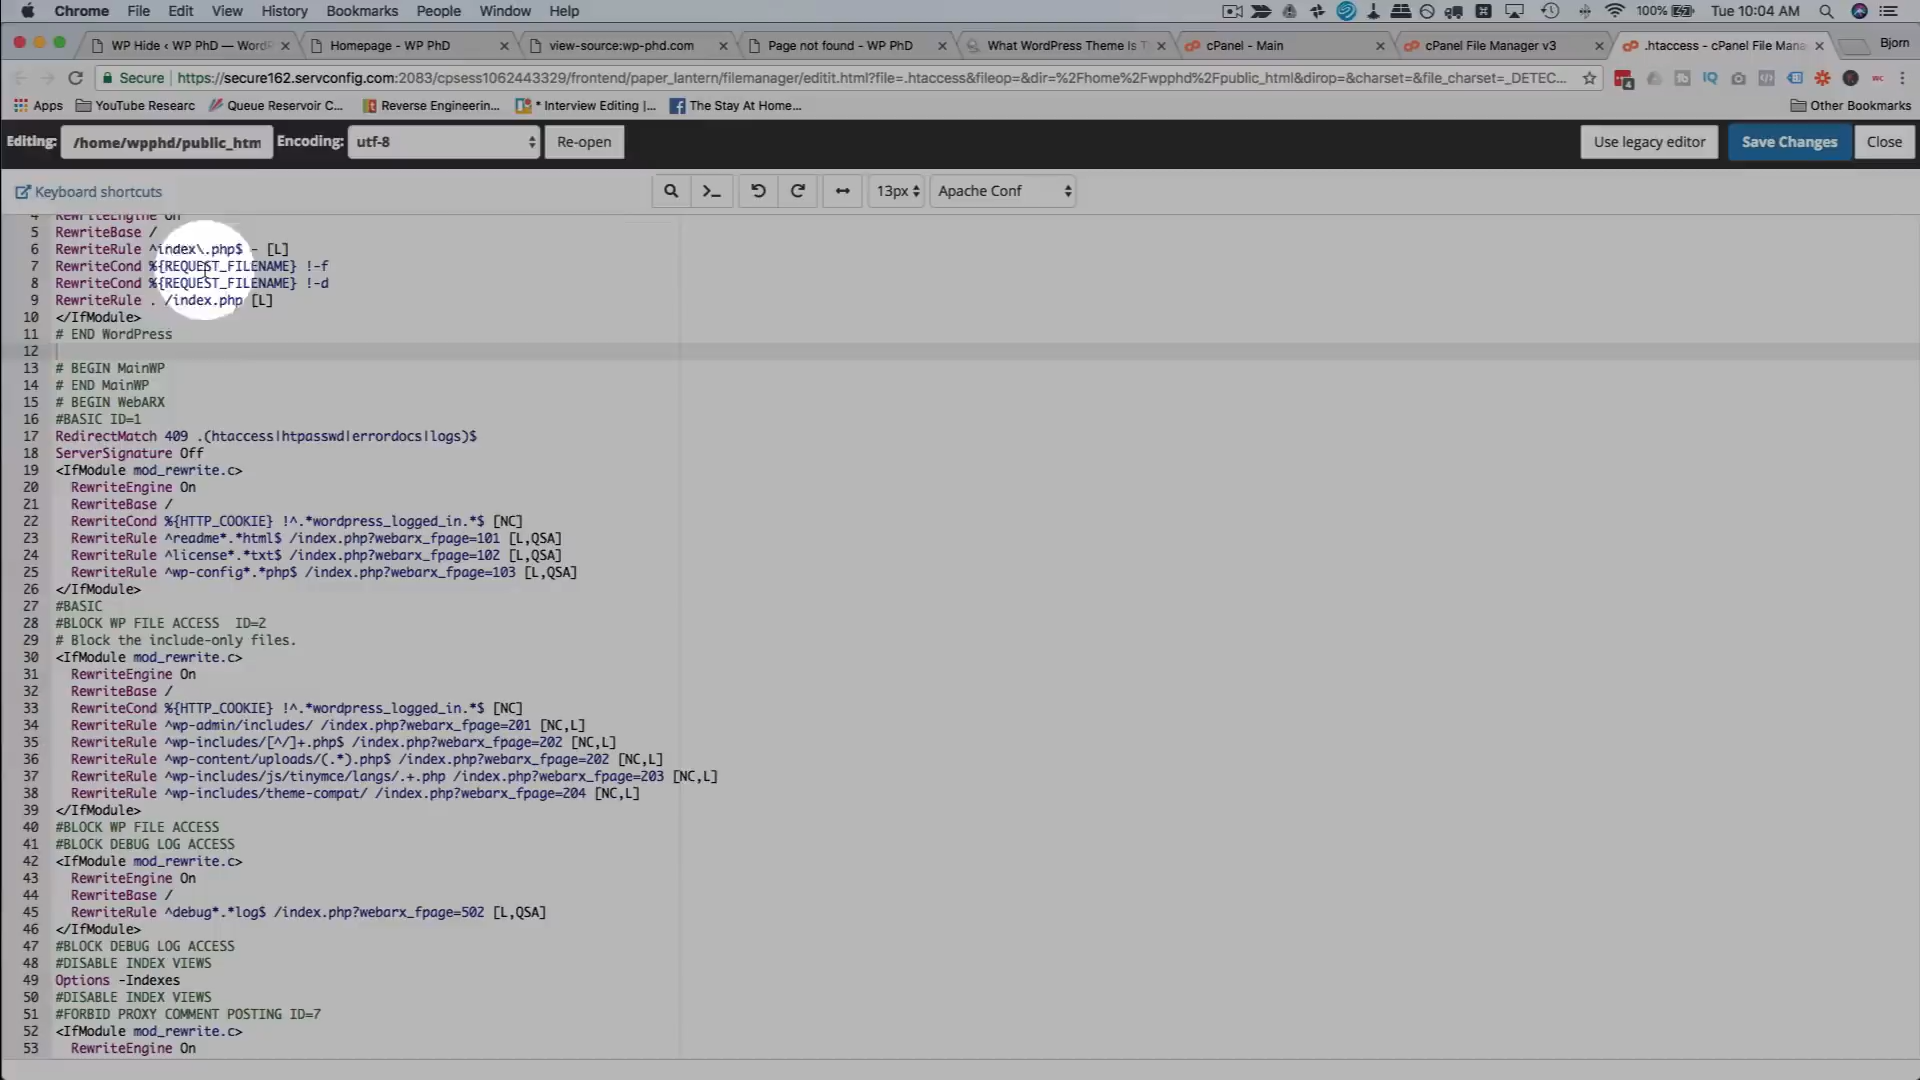 Chrome File Edit View History Bookmarks People Window Help 100% Tue 10:04 AM
WP Hide ‹ WP PhD — Word
Homepage - WP PhD
view-source:wp-phd.com
Page not found - WP PhD
What WordPress Theme Is T
cPanel - Main
cPanel File Manager v3
.htaccess - cPanel File Mana
Bjorn
Secure https://secure162.servconfig.com:2083/cpsess1062443329/frontend/paper_lantern/filemanager/editit.html?file=.htaccess&fileop=&dir=%2Fhome%2Fwpphd%2Fpublic_html&dirop=&charset=&file_charset=_DETEC...
Apps YouTube Researc Queue Reservoir C... Reverse Engineerin... * Interview Editing |... The Stay At Home... Other Bookmarks
Editing: /home/wpphd/public_htm Encoding: utf-8 Re-open Use legacy editor Save Changes Close
Keyboard shortcuts 13px Apache Conf
4 RewriteEngine On
5 RewriteBase /
6 RewriteRule ^index\.php$ - [L]
7 RewriteCond %{REQUEST_FILENAME} !-f
8 RewriteCond %{REQUEST_FILENAME} !-d
9 RewriteRule . /index.php [L]
10 </IfModule>
11 # END WordPress
12
13 # BEGIN MainWP
14 # END MainWP
15 # BEGIN WebARX
16 #BASIC ID=1
17 RedirectMatch 409 .(htaccess|htpasswd|errordocs|logs)$
18 ServerSignature Off
19 <IfModule mod_rewrite.c>
20 RewriteEngine On
21 RewriteBase /
22 RewriteCond %{HTTP_COOKIE} !^.*wordpress_logged_in.*$ [NC]
23 RewriteRule ^readme*.*html$ /index.php?webarx_fpage=101 [L,QSA]
24 RewriteRule ^license*.*txt$ /index.php?webarx_fpage=102 [L,QSA]
25 RewriteRule ^wp-config*.*php$ /index.php?webarx_fpage=103 [L,QSA]
26 </IfModule>
27 #BASIC
28 #BLOCK WP FILE ACCESS  ID=2
29 # Block the include-only files.
30 <IfModule mod_rewrite.c>
31 RewriteEngine On
32 RewriteBase /
33 RewriteCond %{HTTP_COOKIE} !^.*wordpress_logged_in.*$ [NC]
34 RewriteRule ^wp-admin/includes/ /index.php?webarx_fpage=201 [NC,L]
35 RewriteRule ^wp-includes/[^/]+.php$ /index.php?webarx_fpage=202 [NC,L]
36 RewriteRule ^wp-content/uploads/(.*).php$ /index.php?webarx_fpage=202 [NC,L]
37 RewriteRule ^wp-includes/js/tinymce/langs/.+.php /index.php?webarx_fpage=203 [NC,L]
38 RewriteRule ^wp-includes/theme-compat/ /index.php?webarx_fpage=204 [NC,L]
39 </IfModule>
40 #BLOCK WP FILE ACCESS
41 #BLOCK DEBUG LOG ACCESS
42 <IfModule mod_rewrite.c>
43 RewriteEngine On
44 RewriteBase /
45 RewriteRule ^debug*.*log$ /index.php?webarx_fpage=502 [L,QSA]
46 </IfModule>
47 #BLOCK DEBUG LOG ACCESS
48 #DISABLE INDEX VIEWS
49 Options -Indexes
50 #DISABLE INDEX VIEWS
51 #FORBID PROXY COMMENT POSTING ID=7
52 <IfModule mod_rewrite.c>
53 RewriteEngine On